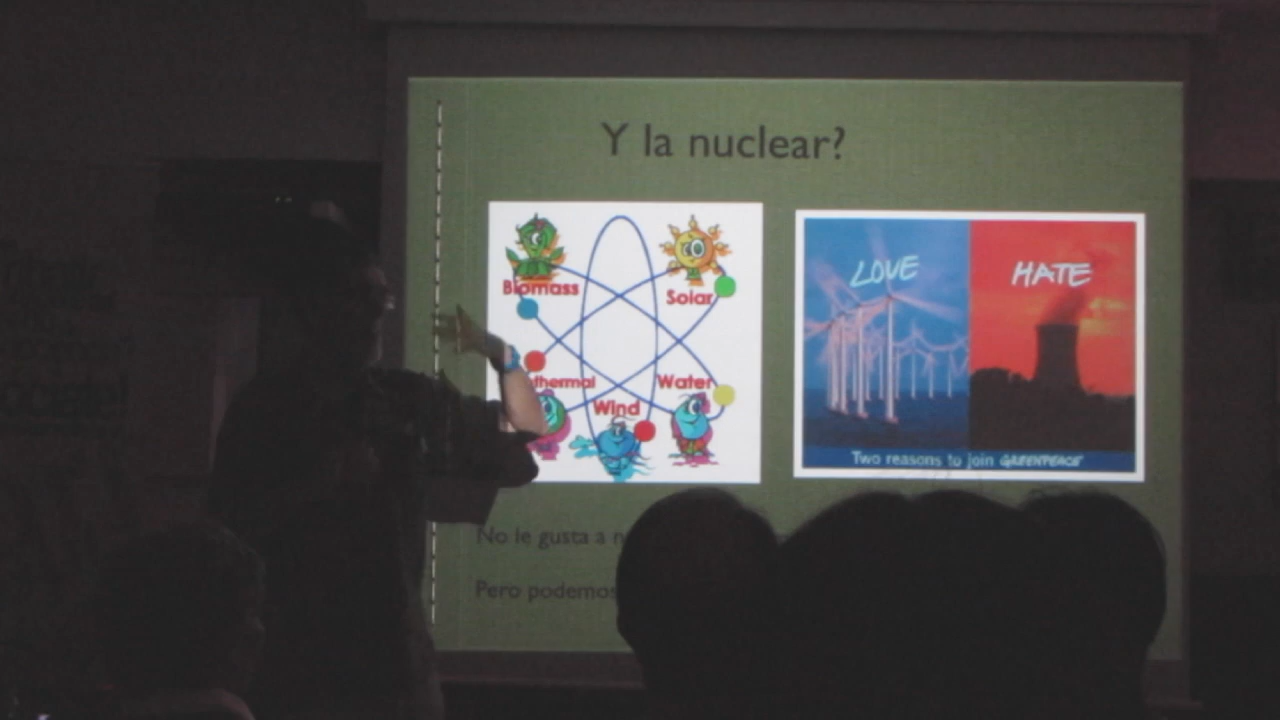 Y la nuclear?
Biomass
Solar
thermal
Water
Wind
LOVE
HATE
Two reasons to join GREENPEACE
No le gusta a
Pero podemos